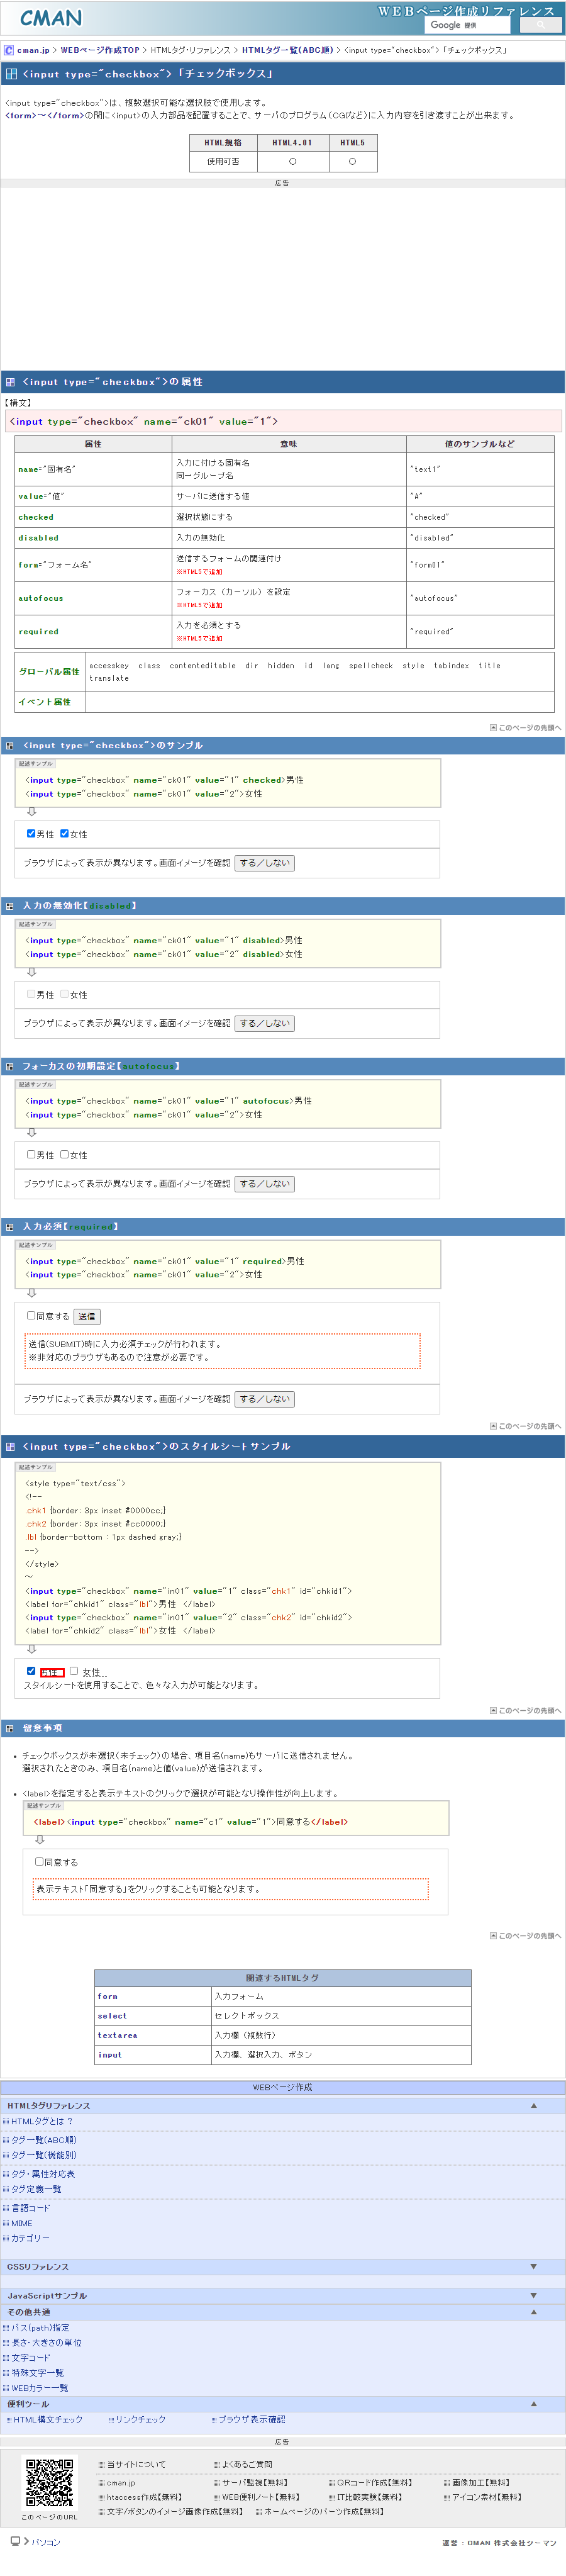 CMAN
WEBページ作成リファレンス
Google 提供
cman.jp > WEBページ作成TOP > HTMLタグ・リファレンス > HTMLタグ一覧(ABC順) > <input type="checkbox"> 「チェックボックス」
<input type="checkbox"> 「チェックボックス」
<input type="checkbox">は、複数選択可能な選択肢で使用します。
<form>～</form>の間に<input>の入力部品を配置することで、サーバのプログラム(CGIなど)に入力内容を引き渡すことが出来ます。
HTML規格 HTML4.01 HTML5
使用可否 ○ ○
広告
<input type="checkbox">の属性
【構文】
<input type="checkbox" name="ck01" value="1">
属性 意味 値のサンプルなど
name="固有名" 入力に付ける固有名
同一グループ名 "text1"
value="値" サーバに送信する値 "A"
checked 選択状態にする "checked"
disabled 入力の無効化 "disabled"
form="フォーム名" 送信するフォームの関連付け
※HTML5で追加 "form01"
autofocus フォーカス（カーソル）を設定
※HTML5で追加 "autofocus"
required 入力を必須とする
※HTML5で追加 "required"
グローバル属性 accesskey class contenteditable dir hidden id lang spellcheck style tabindex title
translate
イベント属性
このページの先頭へ
<input type="checkbox">のサンプル
記述サンプル
<input type="checkbox" name="ck01" value="1" checked>男性
<input type="checkbox" name="ck01" value="2">女性
男性 女性
ブラウザによって表示が異なります。画面イメージを確認 する／しない
入力の無効化【disabled】
記述サンプル
<input type="checkbox" name="ck01" value="1" disabled>男性
<input type="checkbox" name="ck01" value="2" disabled>女性
男性 女性
ブラウザによって表示が異なります。画面イメージを確認 する／しない
フォーカスの初期設定【autofocus】
記述サンプル
<input type="checkbox" name="ck01" value="1" autofocus>男性
<input type="checkbox" name="ck01" value="2">女性
男性 女性
ブラウザによって表示が異なります。画面イメージを確認 する／しない
入力必須【required】
記述サンプル
<input type="checkbox" name="ck01" value="1" required>男性
<input type="checkbox" name="ck01" value="2">女性
同意する 送信
送信(SUBMIT)時に入力必須チェックが行われます。
※非対応のブラウザもあるので注意が必要です。
ブラウザによって表示が異なります。画面イメージを確認 する／しない
このページの先頭へ
<input type="checkbox">のスタイルシートサンプル
記述サンプル
<style type="text/css">
<!--
.chk1 {border: 3px inset #0000cc;}
.chk2 {border: 3px inset #cc0000;}
.lbl {border-bottom : 1px dashed gray;}
-->
</style>
～
<input type="checkbox" name="in01" value="1" class="chk1" id="chkid1">
<label for="chkid1" class="lbl">男性 </label>
<input type="checkbox" name="in01" value="2" class="chk2" id="chkid2">
<label for="chkid2" class="lbl">女性 </label>
男性 女性
スタイルシートを使用することで、色々な入力が可能となります。
このページの先頭へ
留意事項
• チェックボックスが未選択（未チェック）の場合、項目名(name)もサーバに送信されません。
選択されたときのみ、項目名(name)と値(value)が送信されます。
• <label>を指定すると表示テキストのクリックで選択が可能となり操作性が向上します。
記述サンプル
<label><input type="checkbox" name="c1" value="1">同意する</label>
同意する
表示テキスト「同意する」をクリックすることも可能となります。
このページの先頭へ
関連するHTMLタグ
form 入力フォーム
select セレクトボックス
textarea 入力欄（複数行）
input 入力欄、選択入力、ボタン
WEBページ作成
HTMLタグリファレンス ▲
HTMLタグとは？
タグ一覧(ABC順)
タグ一覧(機能別)
タグ・属性対応表
タグ定義一覧
言語コード
MIME
カテゴリー
CSSリファレンス ▼
JavaScriptサンプル ▼
その他共通 ▲
パス(path)指定
長さ・大きさの単位
文字コード
特殊文字一覧
WEBカラー一覧
便利ツール ▲
HTML構文チェック リンクチェック ブラウザ表示確認
広告
このページのURL
当サイトについて よくあるご質問
cman.jp サーバ監視【無料】 QRコード作成【無料】 画像加工【無料】
htaccess作成【無料】 WEB便利ノート【無料】 IT比較実験【無料】 アイコン素材【無料】
文字/ボタンのイメージ画像作成【無料】 ホームページのパーツ作成【無料】
パソコン
運営 : CMAN 株式会社シーマン